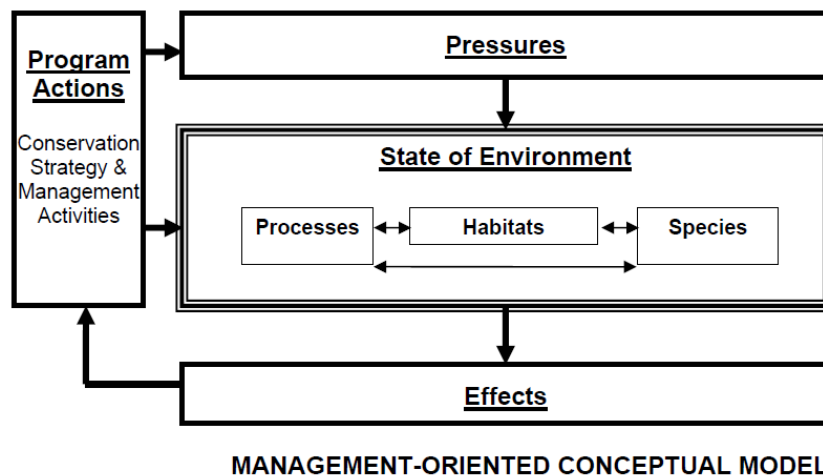 Program
Actions
Conservation
Strategy &
Management
Activities
Pressures
State of Environment
Processes
Habitats
Species
Effects
MANAGEMENT-ORIENTED CONCEPTUAL MODEL